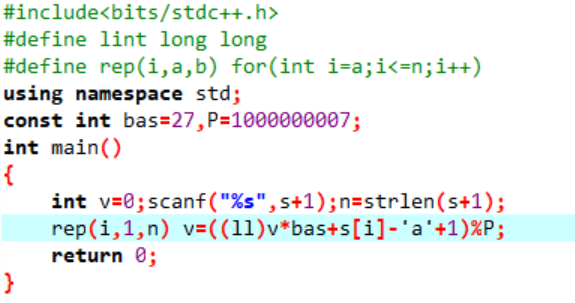 #include<bits/stdc++.h>
#define lint long long
#define rep(i,a,b) for(int i=a;i<=n;i++)
using namespace std;
const int bas=27,P=1000000007;
int main()
{
    int v=0;scanf("%s",s+1);n=strlen(s+1);
    rep(i,1,n) v=((ll)v*bas+s[i]-'a'+1)%P;
    return 0;
}